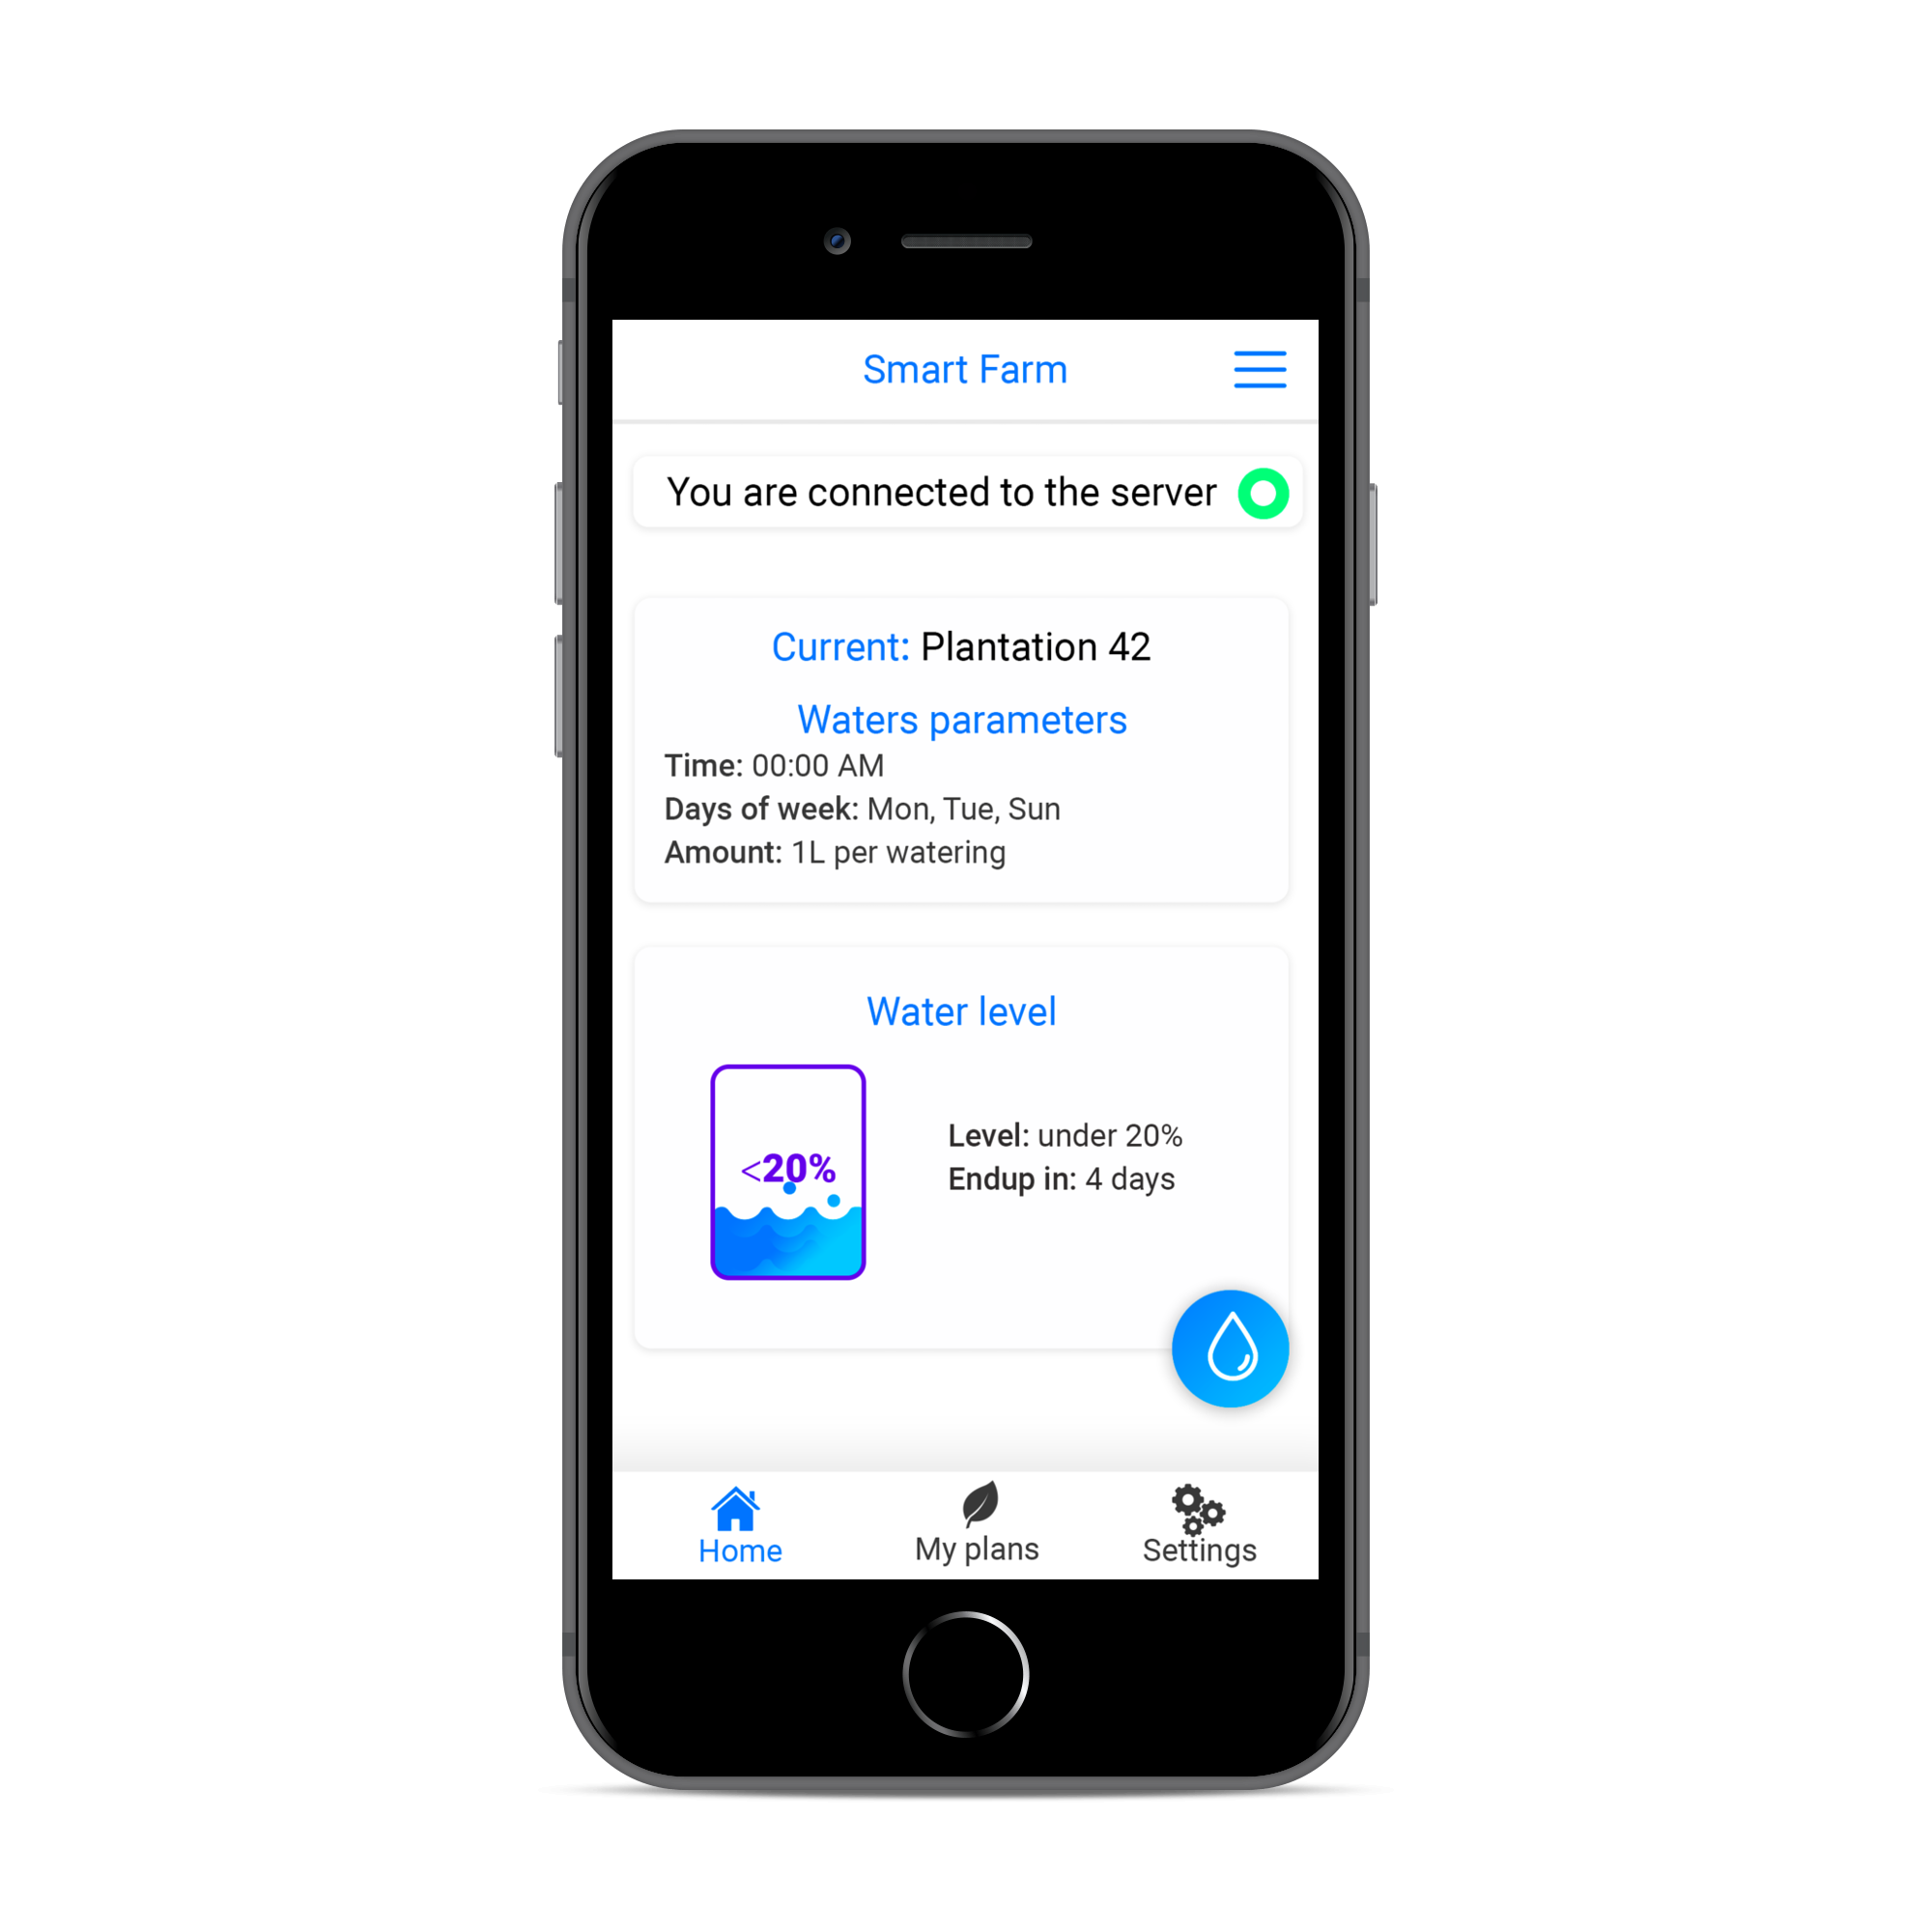 Smart Farm
You are connected to the server
Current: Plantation 42
Waters parameters
Time: 00:00 AM
Days of week: Mon, Tue, Sun
Amount: 1L per watering
Water level
<20%
Level: under 20%
Endup in: 4 days
Home
My plans
Settings